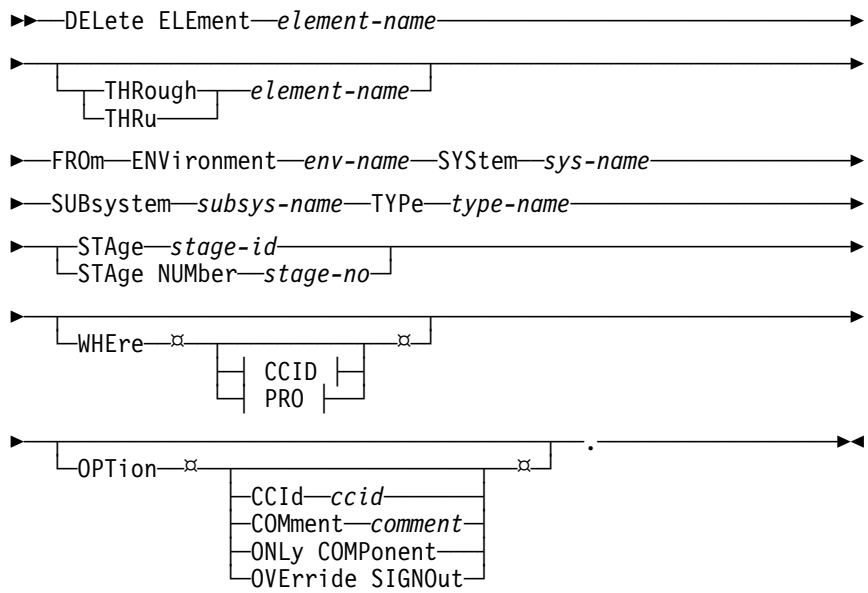 DELete ELEment element-name
THRough element-name
THRu
FROm ENVironment env-name SYStem sys-name
SUBsystem subsys-name TYPe type-name
STAge stage-id
STAge NUMber stage-no
WHEre ¤ ¤
CCID
PRO
.
OPTion ¤ ¤
CCId ccid
COMment comment
ONLy COMPonent
OVErride SIGNOut